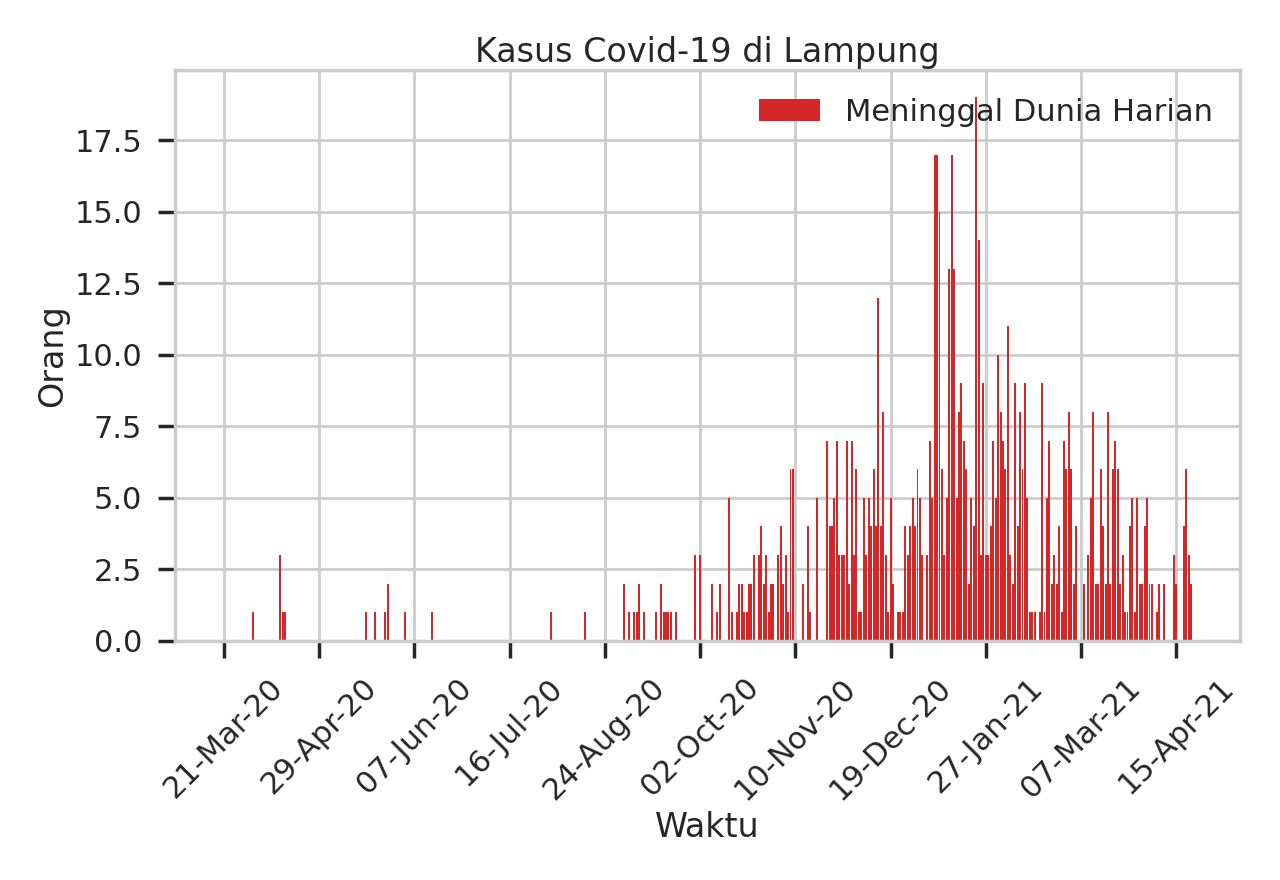 Kasus Covid-19 di Lampung
Meninggal Dunia Harian
Orang
17.5
15.0
12.5
10.0
7.5
5.0
2.5
0.0
21-Mar-20
29-Apr-20
07-Jun-20
16-Jul-20
24-Aug-20
02-Oct-20
10-Nov-20
19-Dec-20
27-Jan-21
07-Mar-21
15-Apr-21
Waktu